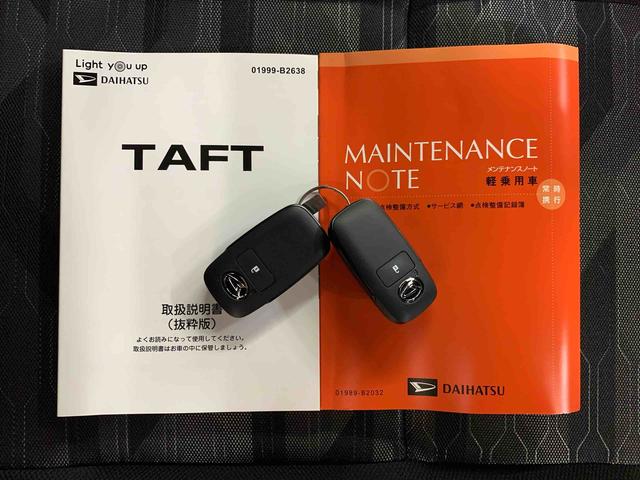 Light you up
DAIHATSU
01999-B2638
TAFT
取扱説明書
(抜粋版)
よくお読みになって使用してください。
取扱説明書はお車の中に保管しましょう。
MAINTENANCE
NOTE
メンテナンスノート
軽乗用車
常時
携行
点検整備方式 ●サービス網 ●点検整備記録簿
01989-B2032
DAIHATSU